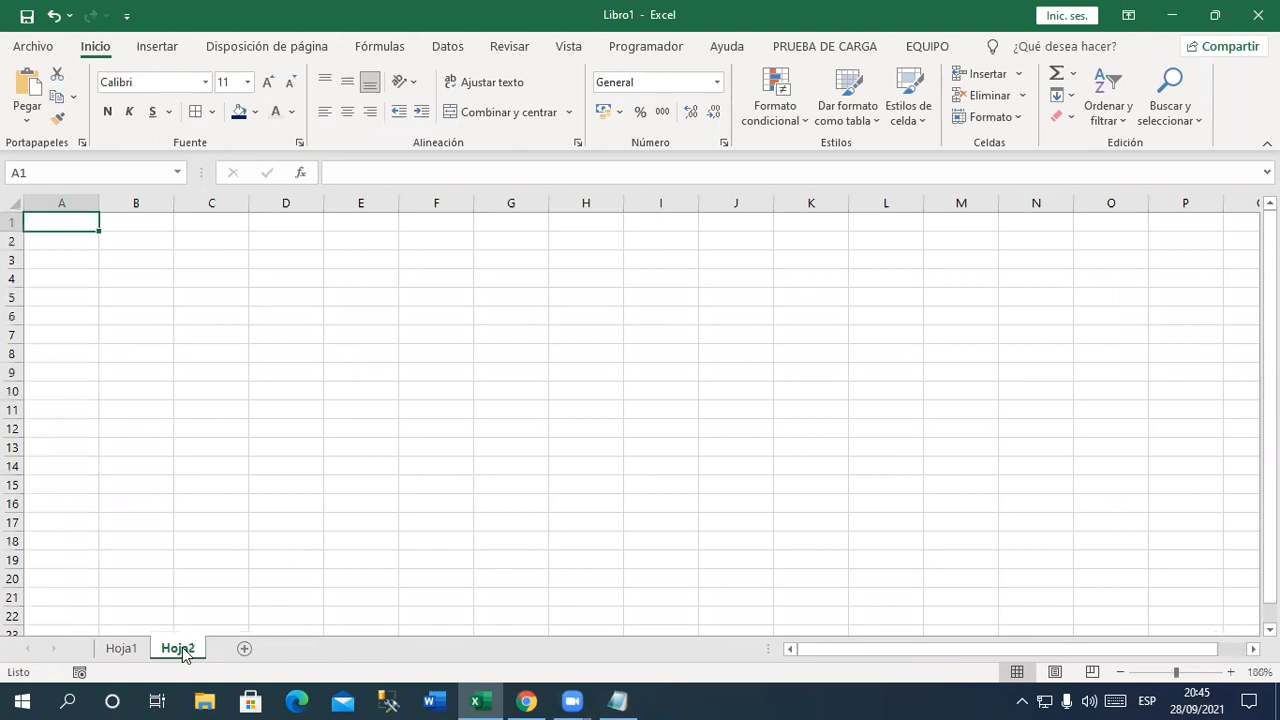 Libro1 - Excel
Inic. ses.
Archivo Inicio Insertar Disposición de página Fórmulas Datos Revisar Vista Programador Ayuda PRUEBA DE CARGA EQUIPO ¿Qué desea hacer? Compartir
Pegar
Calibri 11
N K S A
Ajustar texto
Combinar y centrar
General
% 000
Formato condicional
Dar formato como tabla
Estilos de celda
Insertar
Eliminar
Formato
Ordenar y filtrar
Buscar y seleccionar
Portapapeles Fuente Alineación Número Estilos Celdas Edición
A1 fx
A B C D E F G H I J K L M N O P
1
2
3
4
5
6
7
8
9
10
11
12
13
14
15
16
17
18
19
20
21
22
23
Hoja1 Hoja2
Listo 100%
ESP 20:45
28/09/2021